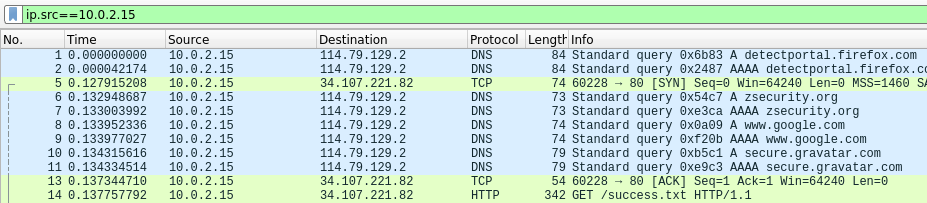 ip.src==10.0.2.15
No. Time Source Destination Protocol Length Info
1 0.000000000 10.0.2.15 114.79.129.2 DNS 84 Standard query 0x6b83 A detectportal.firefox.com
2 0.000042174 10.0.2.15 114.79.129.2 DNS 84 Standard query 0x2487 AAAA detectportal.firefox.co
5 0.127915208 10.0.2.15 34.107.221.82 TCP 74 60228 → 80 [SYN] Seq=0 Win=64240 Len=0 MSS=1460 SA
6 0.132948687 10.0.2.15 114.79.129.2 DNS 73 Standard query 0x54c7 A zsecurity.org
7 0.133003992 10.0.2.15 114.79.129.2 DNS 73 Standard query 0xe3ca AAAA zsecurity.org
8 0.133952336 10.0.2.15 114.79.129.2 DNS 74 Standard query 0x0a09 A www.google.com
9 0.133977027 10.0.2.15 114.79.129.2 DNS 74 Standard query 0xf20b AAAA www.google.com
10 0.134315616 10.0.2.15 114.79.129.2 DNS 79 Standard query 0xb5c1 A secure.gravatar.com
11 0.134334514 10.0.2.15 114.79.129.2 DNS 79 Standard query 0xe9c3 AAAA secure.gravatar.com
13 0.137344710 10.0.2.15 34.107.221.82 TCP 54 60228 → 80 [ACK] Seq=1 Ack=1 Win=64240 Len=0
14 0.137757792 10.0.2.15 34.107.221.82 HTTP 342 GET /success.txt HTTP/1.1